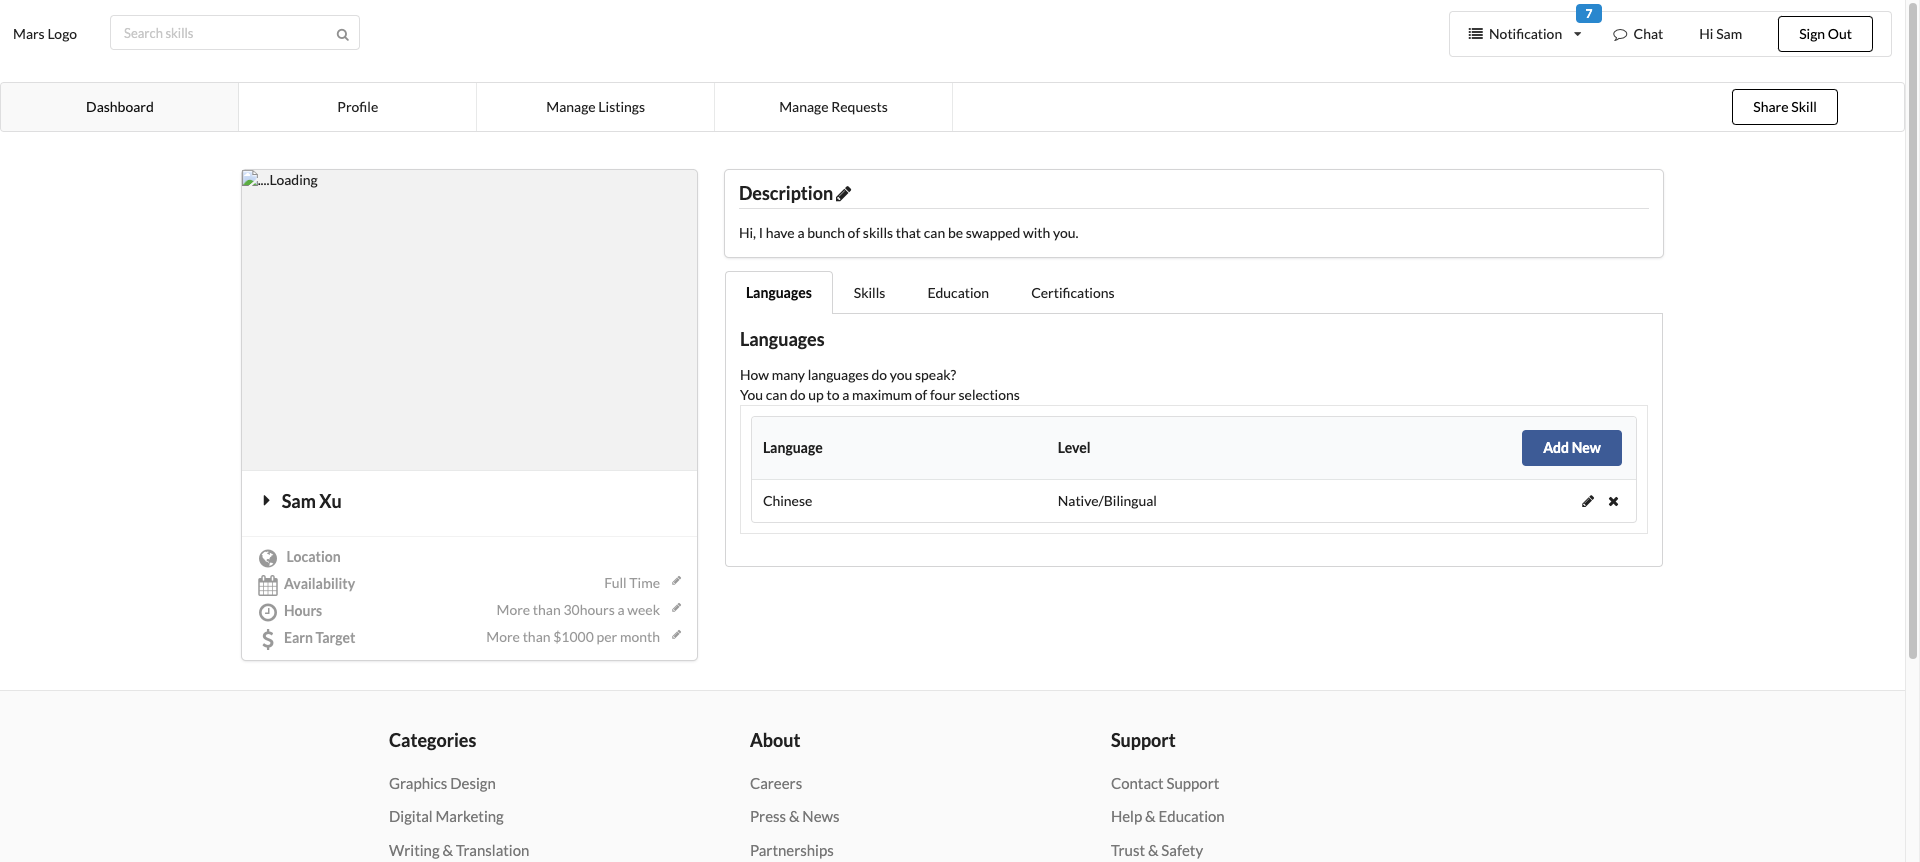 Mars Logo
Search skills
7
Notification
Chat
Hi Sam
Sign Out
Dashboard
Profile
Manage Listings
Manage Requests
Share Skill
....Loading
Sam Xu
Location
Availability
Full Time
Hours
More than 30hours a week
Earn Target
More than $1000 per month
Description
Hi, I have a bunch of skills that can be swapped with you.
Languages
Skills
Education
Certifications
Languages
How many languages do you speak?
You can do up to a maximum of four selections
Language
Level
Add New
Chinese
Native/Bilingual
Categories
Graphics Design
Digital Marketing
Writing & Translation
About
Careers
Press & News
Partnerships
Support
Contact Support
Help & Education
Trust & Safety